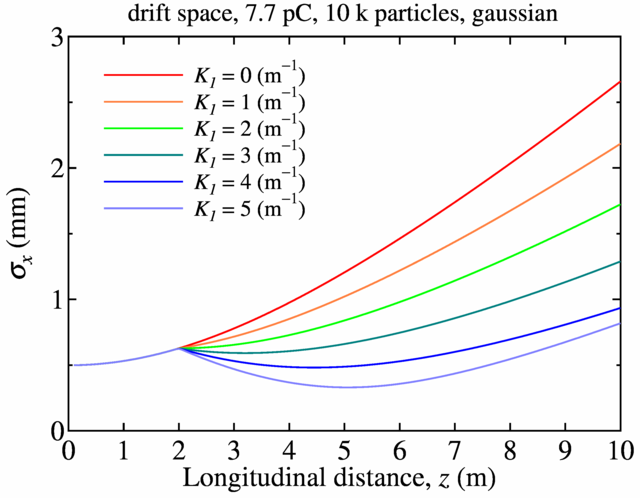 drift space, 7.7 pC, 10 k particles, gaussian
3
2
1
0
σx (mm)
K1 = 0 (m⁻¹)
K1 = 1 (m⁻¹)
K1 = 2 (m⁻¹)
K1 = 3 (m⁻¹)
K1 = 4 (m⁻¹)
K1 = 5 (m⁻¹)
0 1 2 3 4 5 6 7 8 9 10
Longitudinal distance, z (m)